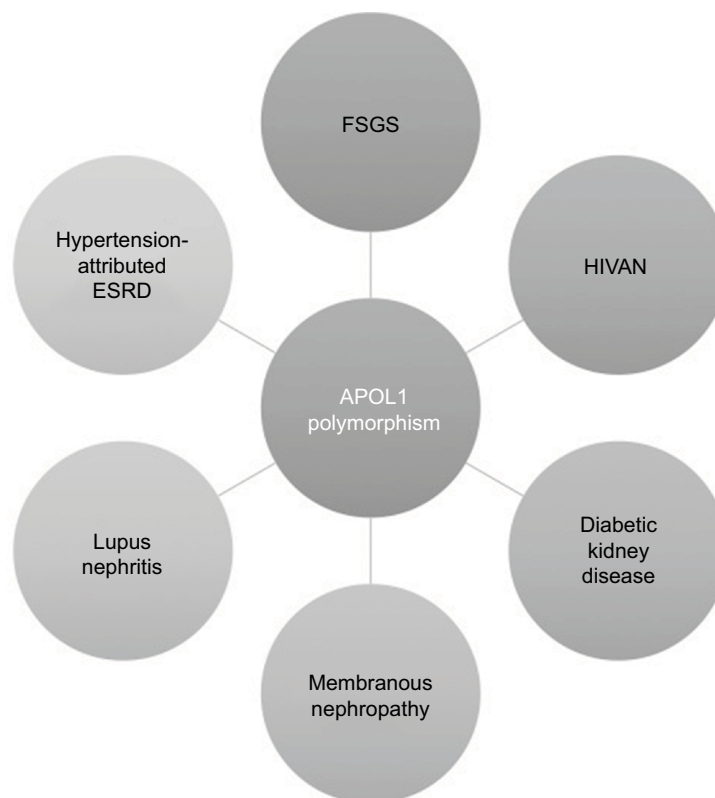 FSGS
HIVAN
Diabetic
kidney
disease
Membranous
nephropathy
Lupus
nephritis
Hypertension-
attributed
ESRD
APOL1
polymorphism